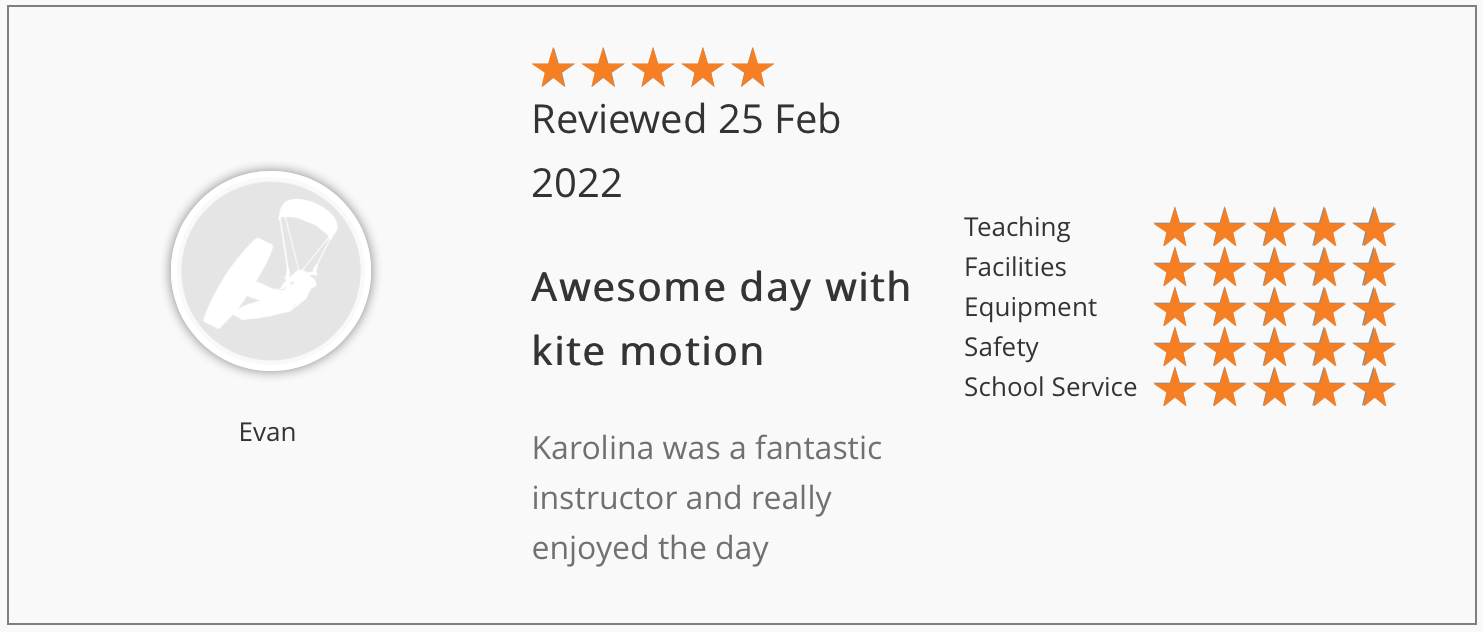 Reviewed 25 Feb
2022
Awesome day with
kite motion
Karolina was a fantastic
instructor and really
enjoyed the day
Evan
Teaching
Facilities
Equipment
Safety
School Service